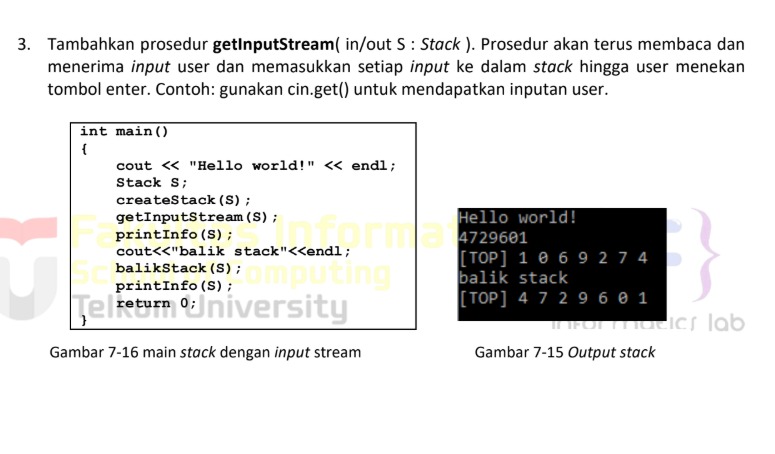 3. Tambahkan prosedur getInputStream( in/out S : Stack ). Prosedur akan terus membaca dan
menerima input user dan memasukkan setiap input ke dalam stack hingga user menekan
tombol enter. Contoh: gunakan cin.get() untuk mendapatkan inputan user.
int main()
{
cout << "Hello world!" << endl;
Stack S;
createStack(S);
getInputStream(S);
printInfo(S);
cout<<"balik stack"<<endl;
balikStack(S);
printInfo(S);
return 0;
}
Hello world!
4729601
[TOP] 1 0 6 9 2 7 4
balik stack
[TOP] 4 7 2 9 6 0 1
Fakultas Informa
School of Computing
Telkom University
informatics lab
Gambar 7-16 main stack dengan input stream
Gambar 7-15 Output stack